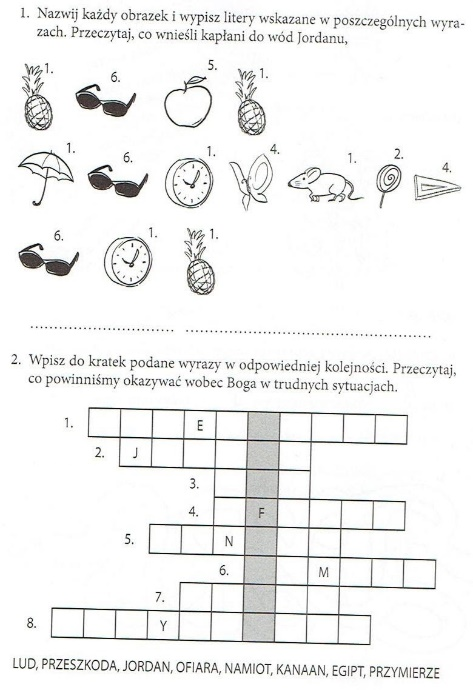 1. Nazwij każdy obrazek i wypisz litery wskazane w poszczególnych wyra-
zach. Przeczytaj, co wnieśli kapłani do wód Jordanu,
1. 6. 5. 1.
1. 6. 1. 4. 1. 2. 4.
6. 1. 1.
2. Wpisz do kratek podane wyrazy w odpowiedniej kolejności. Przeczytaj,
co powinniśmy okazywać wobec Boga w trudnych sytuacjach.
1. E
2. J
3.
4. F
5. N
6. M
7.
8. Y
LUD, PRZESZKODA, JORDAN, OFIARA, NAMIOT, KANAAN, EGIPT, PRZYMIERZE